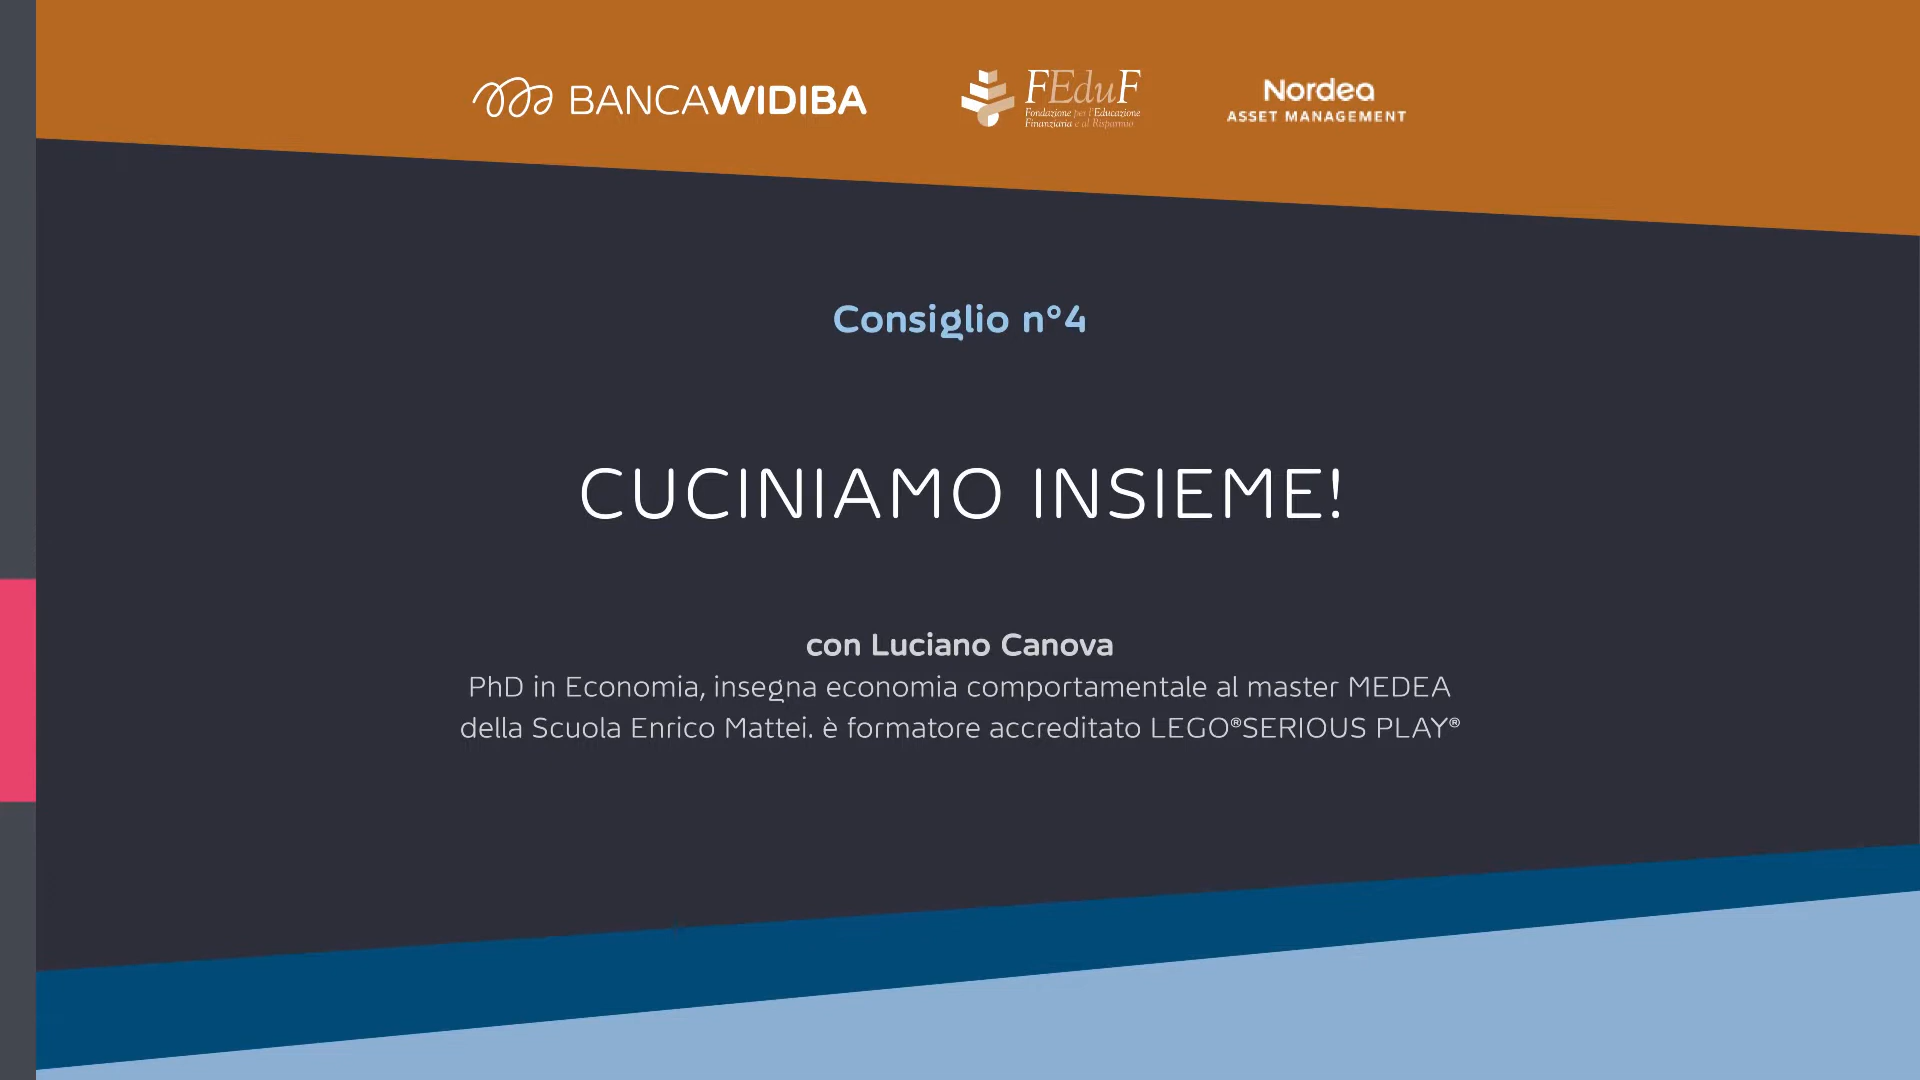 BANCAWIDIBA
FEduF
Fondazione per l'Educazione
Finanziaria e al Risparmio
Nordea
ASSET MANAGEMENT
Consiglio n°4
CUCINIAMO INSIEME!
con Luciano Canova
PhD in Economia, insegna economia comportamentale al master MEDEA
della Scuola Enrico Mattei. è formatore accreditato LEGO®SERIOUS PLAY®